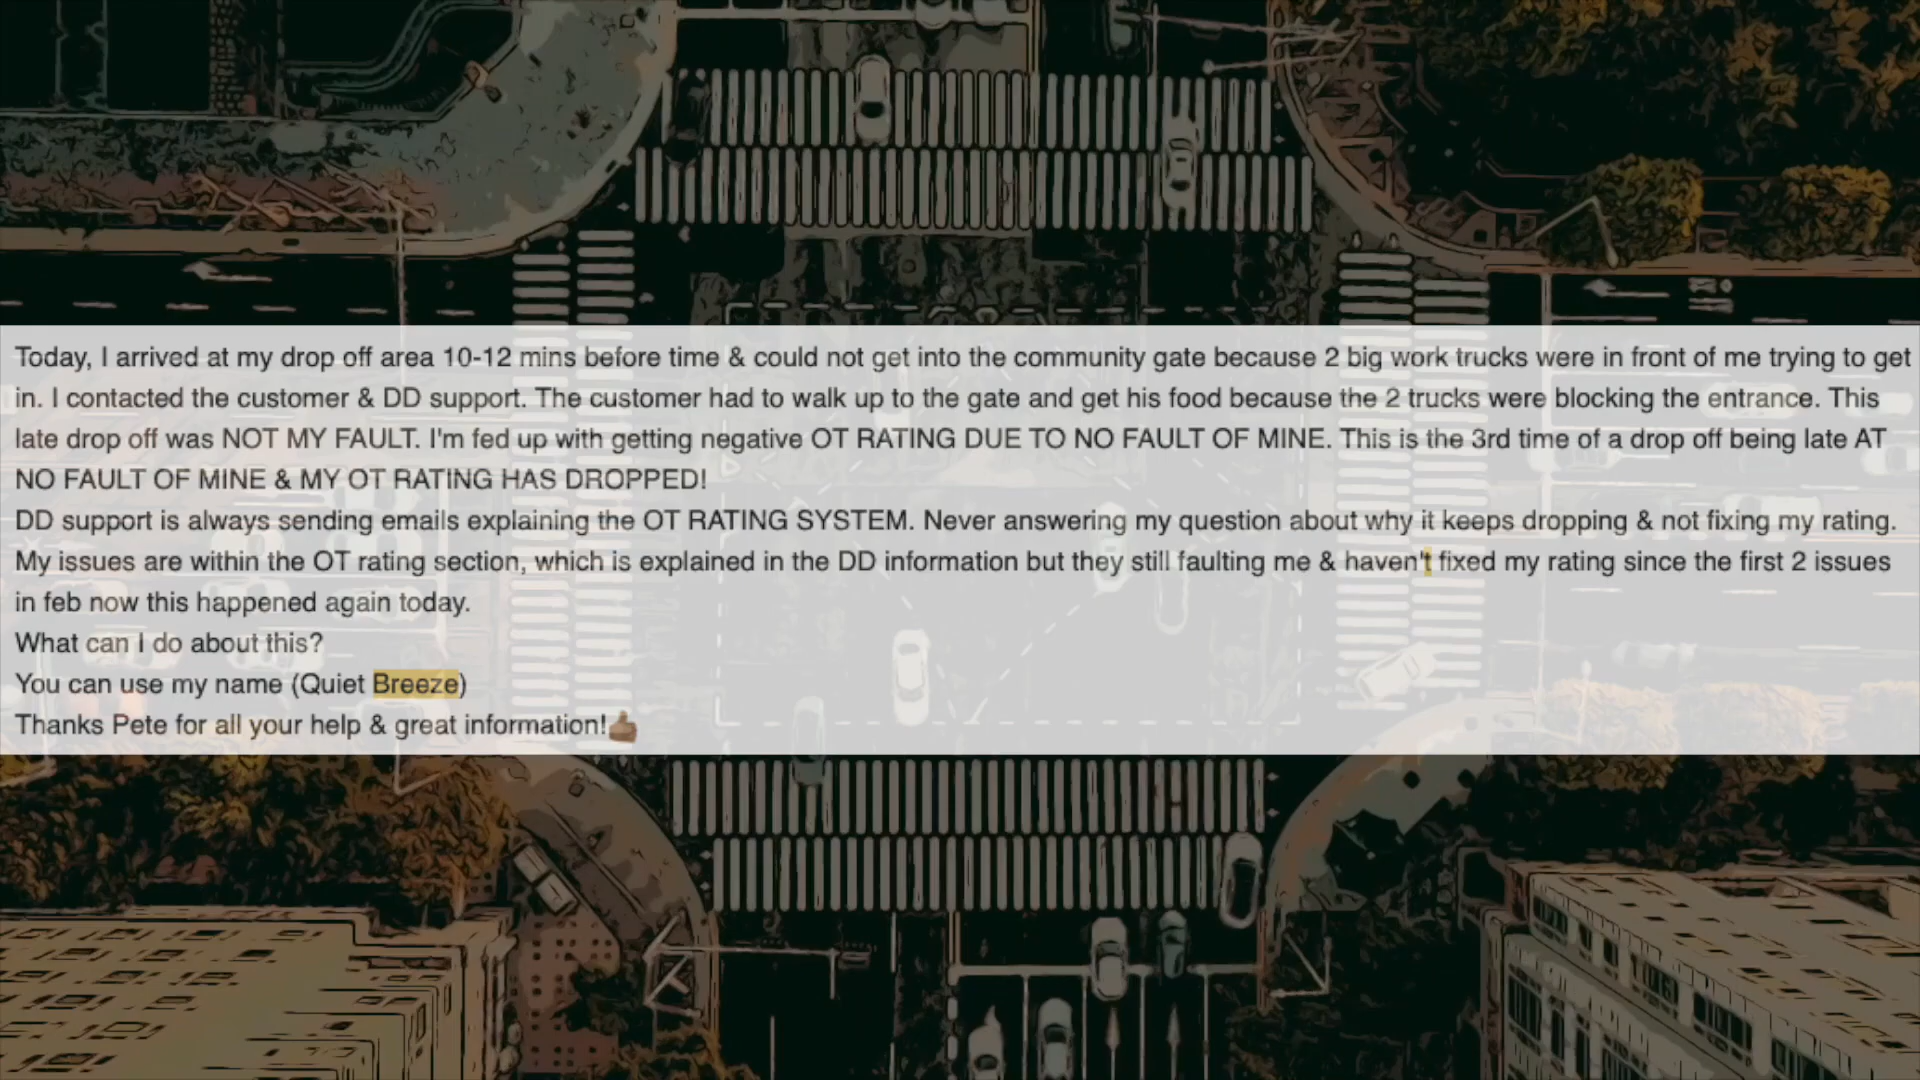 Today, I arrived at my drop off area 10-12 mins before time & could not get into the community gate because 2 big work trucks were in front of me trying to get
in. I contacted the customer & DD support. The customer had to walk up to the gate and get his food because the 2 trucks were blocking the entrance. This
late drop off was NOT MY FAULT. I'm fed up with getting negative OT RATING DUE TO NO FAULT OF MINE. This is the 3rd time of a drop off being late AT
NO FAULT OF MINE & MY OT RATING HAS DROPPED!
DD support is always sending emails explaining the OT RATING SYSTEM. Never answering my question about why it keeps dropping & not fixing my rating.
My issues are within the OT rating section, which is explained in the DD information but they still faulting me & haven't fixed my rating since the first 2 issues
in feb now this happened again today.
What can I do about this?
You can use my name (Quiet Breeze)
Thanks Pete for all your help & great information!👍🏾